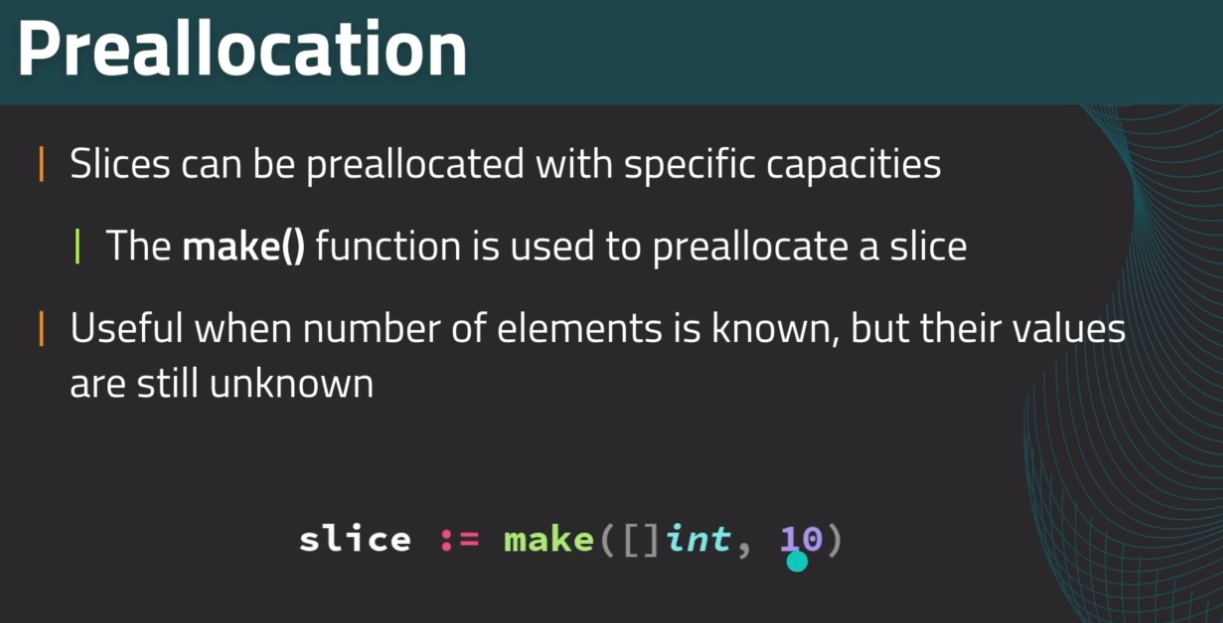 Preallocation
Slices can be preallocated with specific capacities
The make() function is used to preallocate a slice
Useful when number of elements is known, but their values
are still unknown
slice := make([]int, 10)